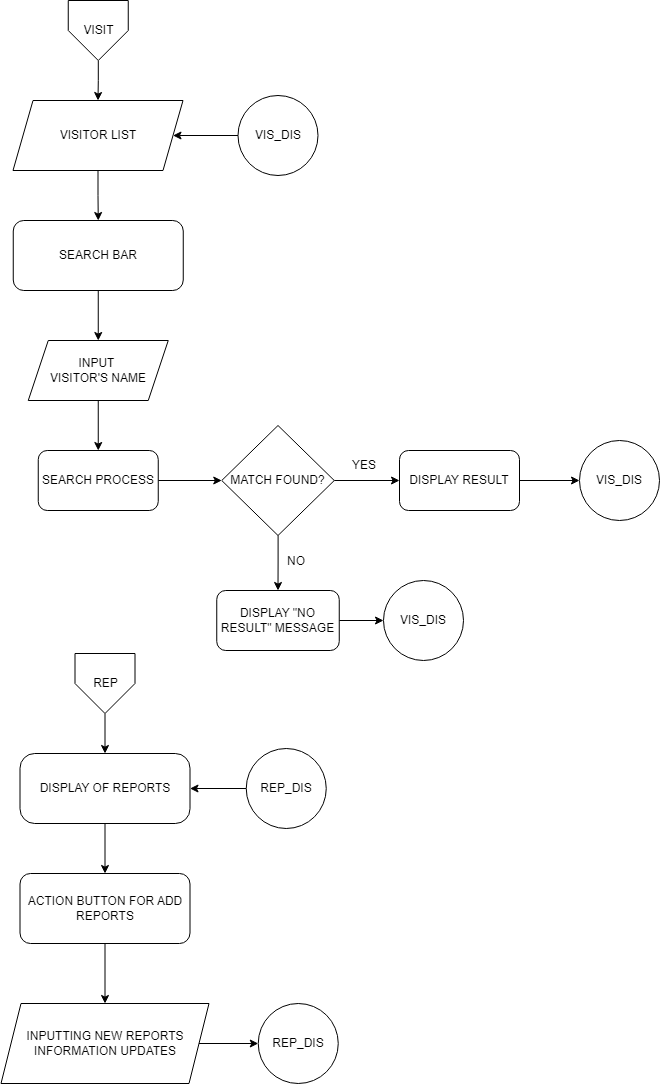 VISIT
VISITOR LIST
VIS_DIS
SEARCH BAR
INPUT
VISITOR'S NAME
SEARCH PROCESS
MATCH FOUND?
YES
DISPLAY RESULT
VIS_DIS
NO
DISPLAY "NO
RESULT" MESSAGE
VIS_DIS
REP
DISPLAY OF REPORTS
REP_DIS
ACTION BUTTON FOR ADD
REPORTS
INPUTTING NEW REPORTS
INFORMATION UPDATES
REP_DIS